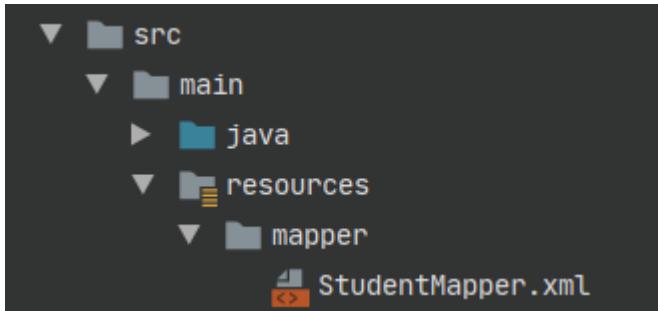 src
main
java
resources
mapper
StudentMapper.xml